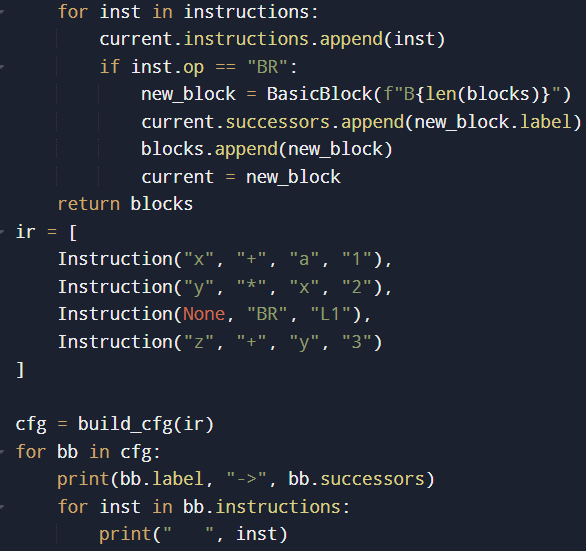 for inst in instructions:
        current.instructions.append(inst)
        if inst.op == "BR":
            new_block = BasicBlock(f"B{len(blocks)}")
            current.successors.append(new_block.label)
            blocks.append(new_block)
            current = new_block
    return blocks
ir = [
    Instruction("x", "+", "a", "1"),
    Instruction("y", "*", "x", "2"),
    Instruction(None, "BR", "L1"),
    Instruction("z", "+", "y", "3")
]

cfg = build_cfg(ir)
for bb in cfg:
    print(bb.label, "->", bb.successors)
    for inst in bb.instructions:
        print("   ", inst)